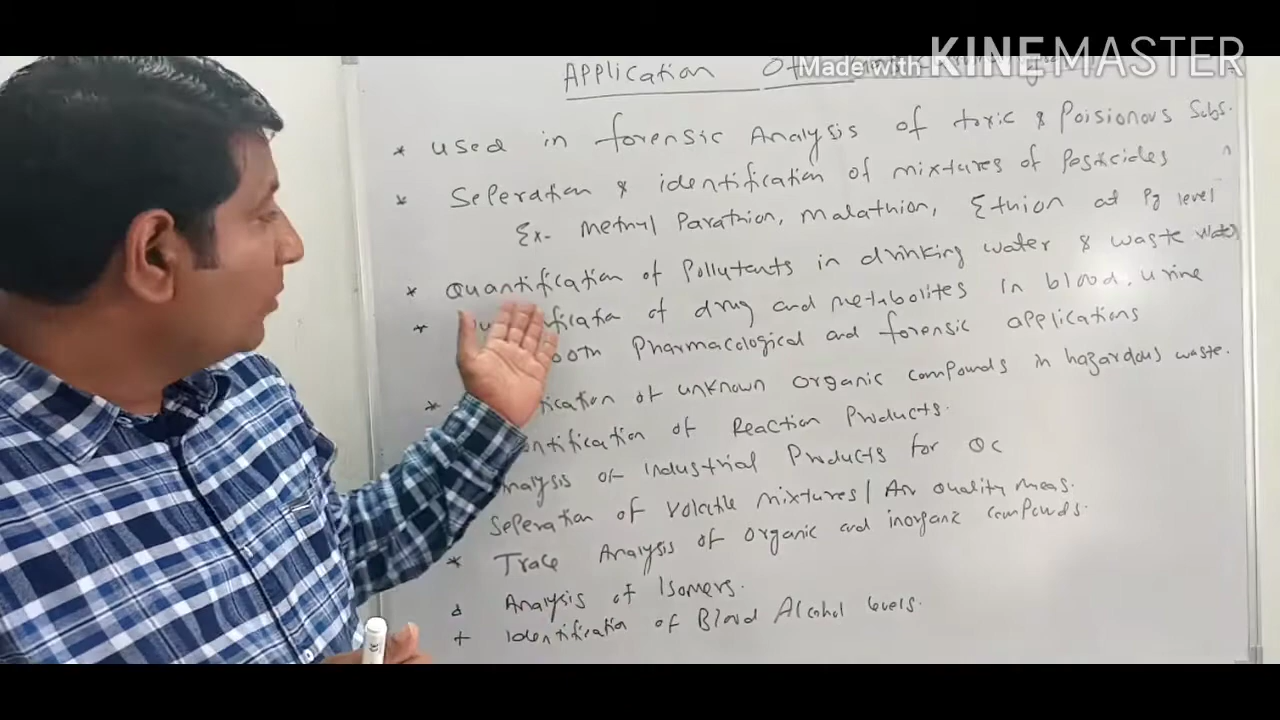 Made with KINEMASTER
Application Of
* Used in forensic Analysis of toxic & Poisionous Subs.
* Seperation & identification of mixtures of Pesticides
Ex- Methyl Parathion, Malathion, Ethion at Pg level
* Quantification of Pollutants in drinking water & waste water
* of drug and metabolites in blood, urine
both Pharmacological and forensic applications
* of unknown organic compounds in hazardous waste.
of Reaction Products.
of Industrial Products for QC
Seperation of Volatile mixtures / Air quality meas.
* Trace Analysis of organic and inorganic compounds.
Analysis of Isomers.
+ Identification of Blood Alcohol levels.